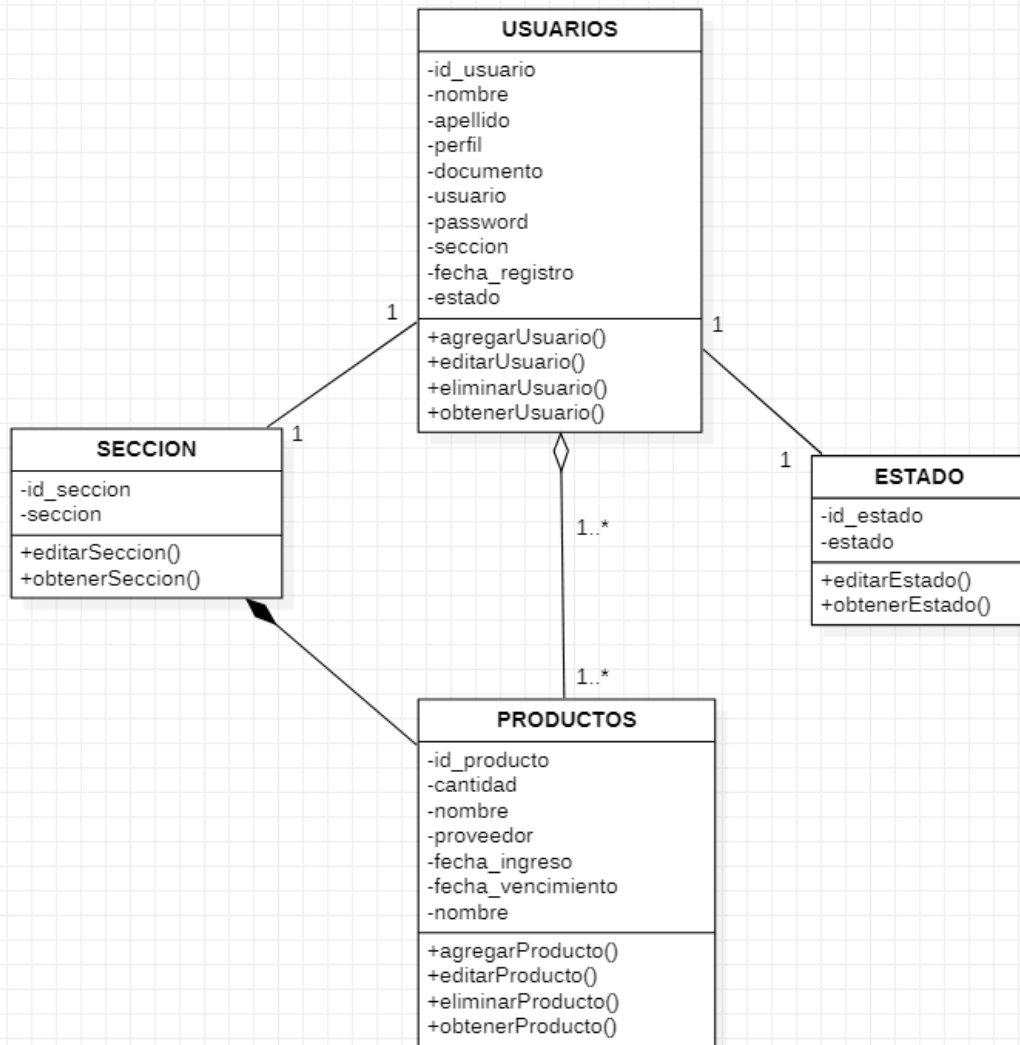 USUARIOS
-id_usuario
-nombre
-apellido
-perfil
-documento
-usuario
-password
-seccion
-fecha_registro
-estado
+agregarUsuario()
+editarUsuario()
+eliminarUsuario()
+obtenerUsuario()
1
1
1
1
SECCION
-id_seccion
-seccion
+editarSeccion()
+obtenerSeccion()
ESTADO
-id_estado
-estado
+editarEstado()
+obtenerEstado()
1..*
1..*
PRODUCTOS
-id_producto
-cantidad
-nombre
-proveedor
-fecha_ingreso
-fecha_vencimiento
-nombre
+agregarProducto()
+editarProducto()
+eliminarProducto()
+obtenerProducto()